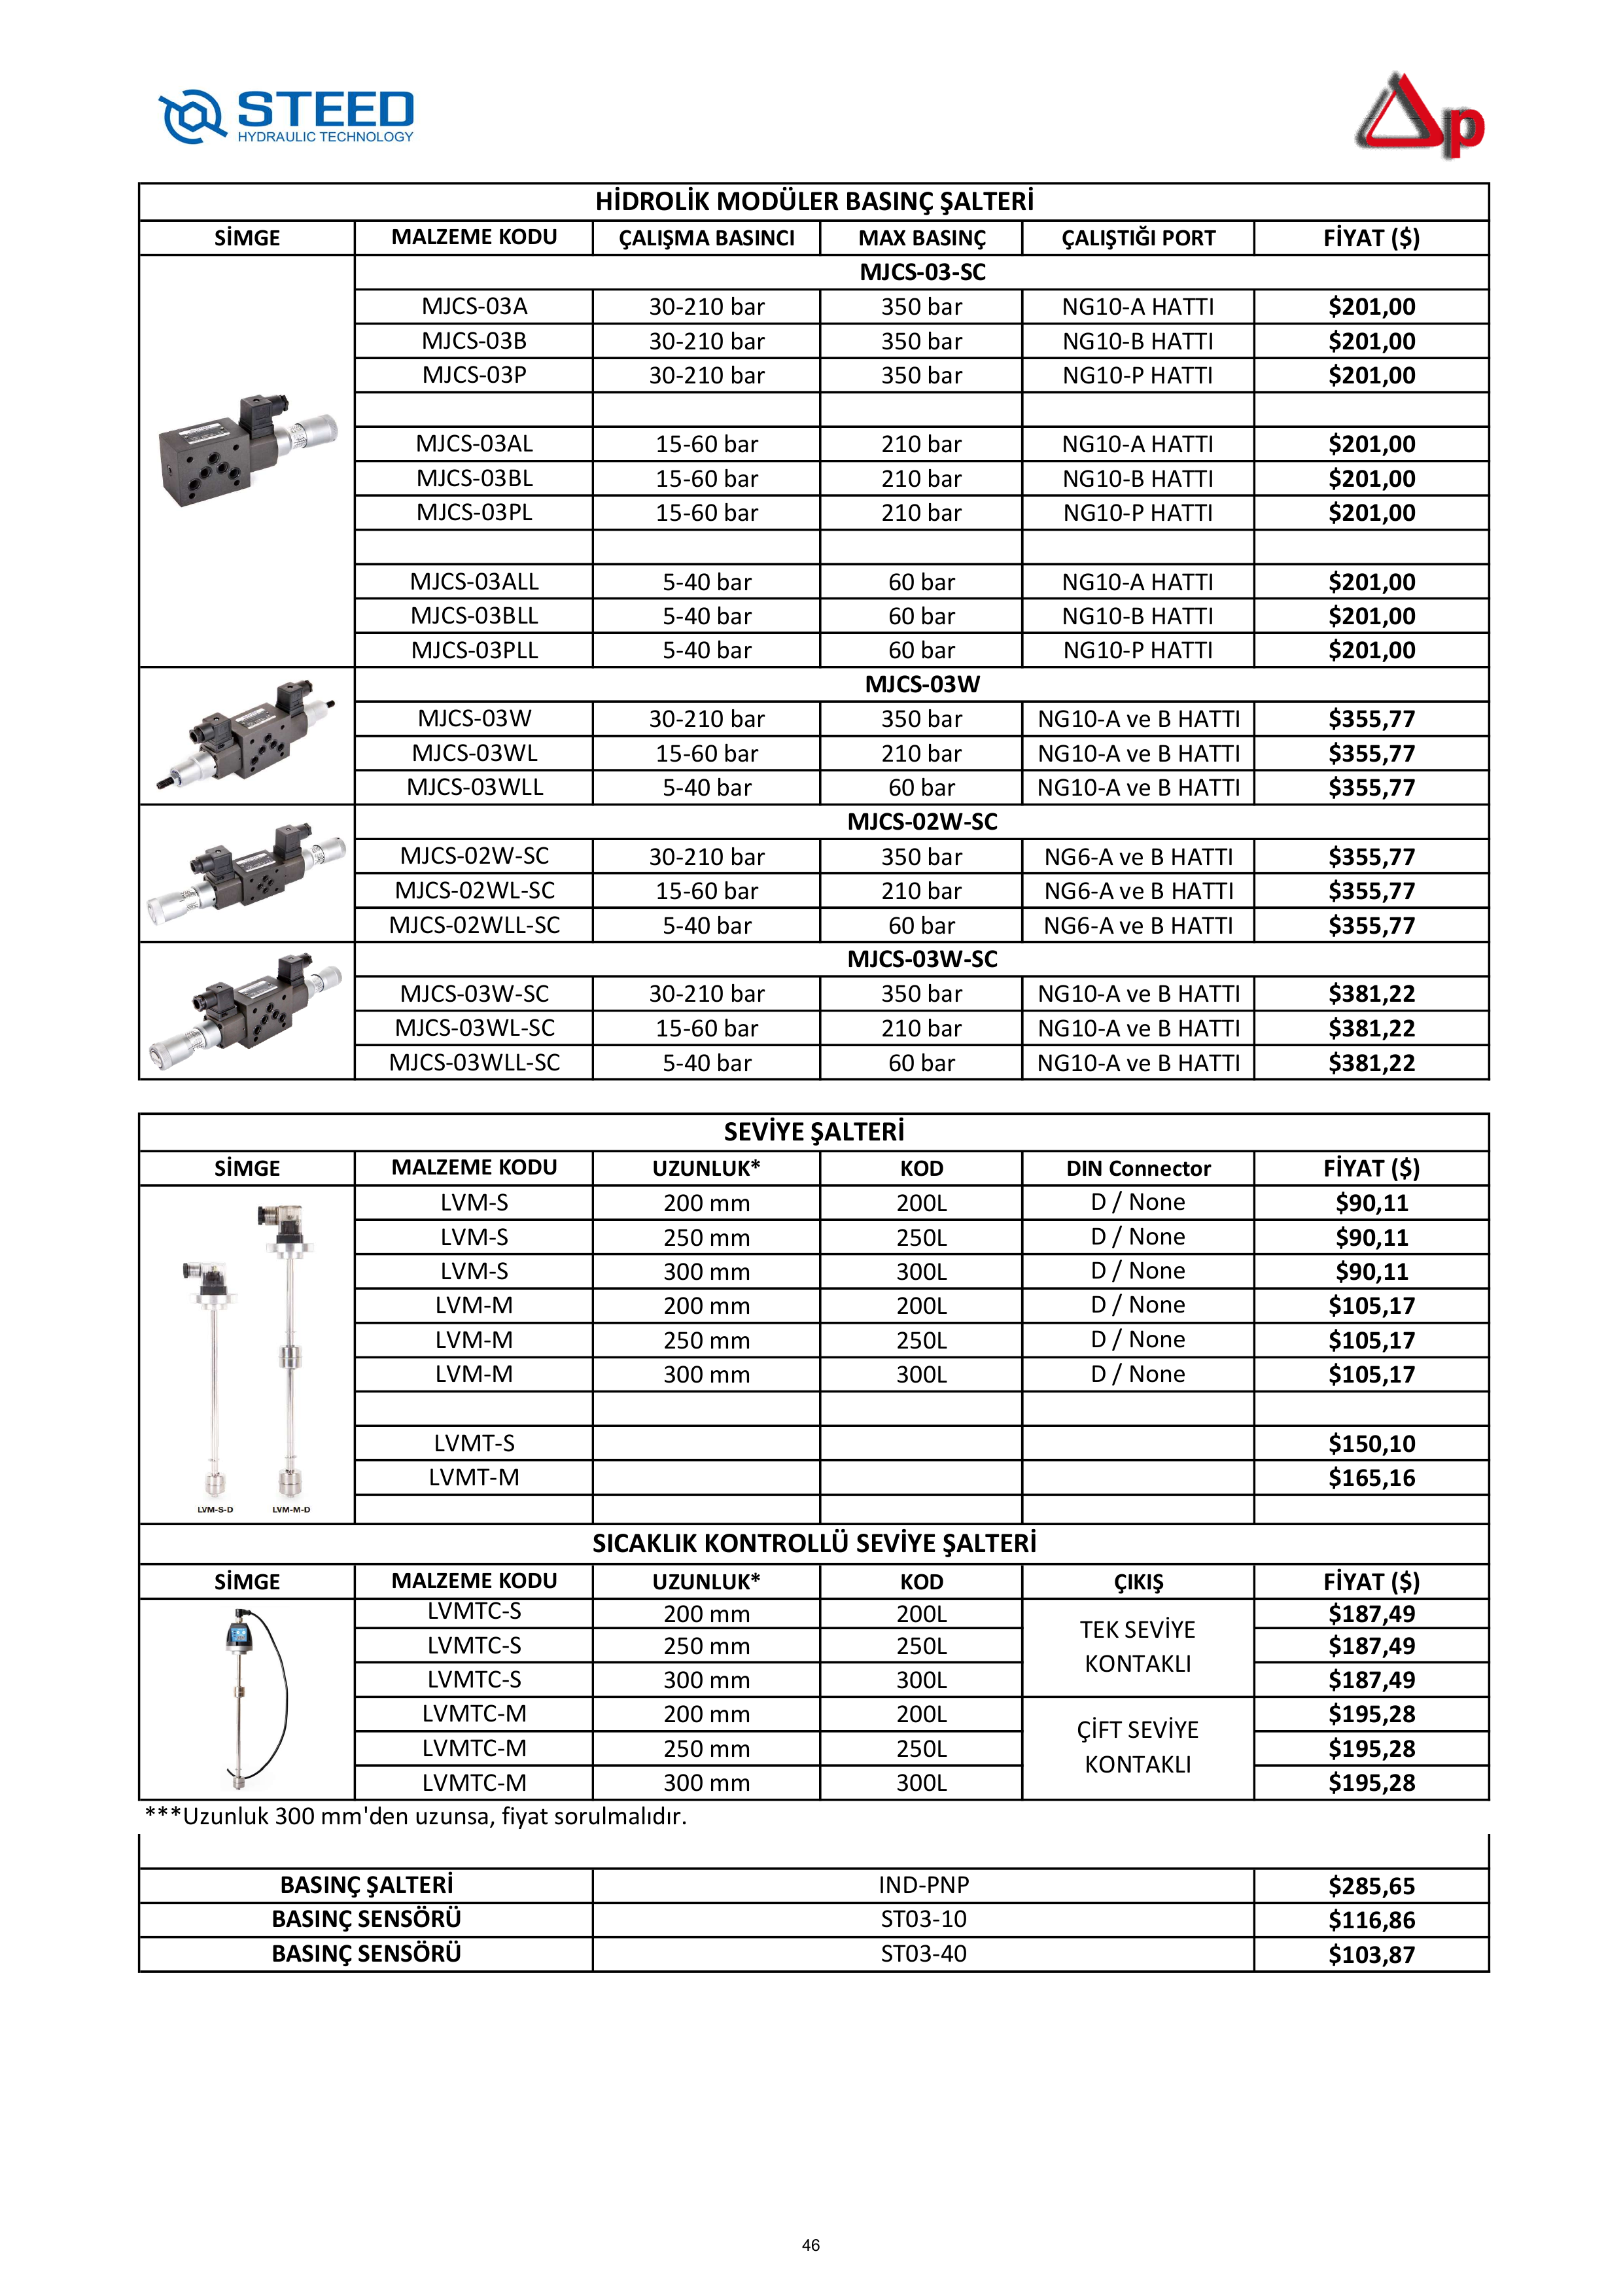 STEED
HYDRAULIC TECHNOLOGY
p
HİDROLİK MODÜLER BASINÇ ŞALTERİ
SİMGE MALZEME KODU ÇALIŞMA BASINCI MAX BASINÇ ÇALIŞTIĞI PORT FİYAT ($)
MJCS-03-SC
MJCS-03A 30-210 bar 350 bar NG10-A HATTI $201,00
MJCS-03B 30-210 bar 350 bar NG10-B HATTI $201,00
MJCS-03P 30-210 bar 350 bar NG10-P HATTI $201,00
MJCS-03AL 15-60 bar 210 bar NG10-A HATTI $201,00
MJCS-03BL 15-60 bar 210 bar NG10-B HATTI $201,00
MJCS-03PL 15-60 bar 210 bar NG10-P HATTI $201,00
MJCS-03ALL 5-40 bar 60 bar NG10-A HATTI $201,00
MJCS-03BLL 5-40 bar 60 bar NG10-B HATTI $201,00
MJCS-03PLL 5-40 bar 60 bar NG10-P HATTI $201,00
MJCS-03W
MJCS-03W 30-210 bar 350 bar NG10-A ve B HATTI $355,77
MJCS-03WL 15-60 bar 210 bar NG10-A ve B HATTI $355,77
MJCS-03WLL 5-40 bar 60 bar NG10-A ve B HATTI $355,77
MJCS-02W-SC
MJCS-02W-SC 30-210 bar 350 bar NG6-A ve B HATTI $355,77
MJCS-02WL-SC 15-60 bar 210 bar NG6-A ve B HATTI $355,77
MJCS-02WLL-SC 5-40 bar 60 bar NG6-A ve B HATTI $355,77
MJCS-03W-SC
MJCS-03W-SC 30-210 bar 350 bar NG10-A ve B HATTI $381,22
MJCS-03WL-SC 15-60 bar 210 bar NG10-A ve B HATTI $381,22
MJCS-03WLL-SC 5-40 bar 60 bar NG10-A ve B HATTI $381,22
SEVİYE ŞALTERİ
SİMGE MALZEME KODU UZUNLUK* KOD DIN Connector FİYAT ($)
LVM-S 200 mm 200L D / None $90,11
LVM-S 250 mm 250L D / None $90,11
LVM-S 300 mm 300L D / None $90,11
LVM-M 200 mm 200L D / None $105,17
LVM-M 250 mm 250L D / None $105,17
LVM-M 300 mm 300L D / None $105,17
LVMT-S $150,10
LVMT-M $165,16
LVM-S-D LVM-M-D
SICAKLIK KONTROLLÜ SEVİYE ŞALTERİ
SİMGE MALZEME KODU UZUNLUK* KOD ÇIKIŞ FİYAT ($)
LVMTC-S 200 mm 200L $187,49
TEK SEVİYE
LVMTC-S 250 mm 250L $187,49
KONTAKLI
LVMTC-S 300 mm 300L $187,49
LVMTC-M 200 mm 200L $195,28
ÇİFT SEVİYE
LVMTC-M 250 mm 250L $195,28
KONTAKLI
LVMTC-M 300 mm 300L $195,28
***Uzunluk 300 mm'den uzunsa, fiyat sorulmalıdır.
BASINÇ ŞALTERİ IND-PNP $285,65
BASINÇ SENSÖRÜ ST03-10 $116,86
BASINÇ SENSÖRÜ ST03-40 $103,87
46